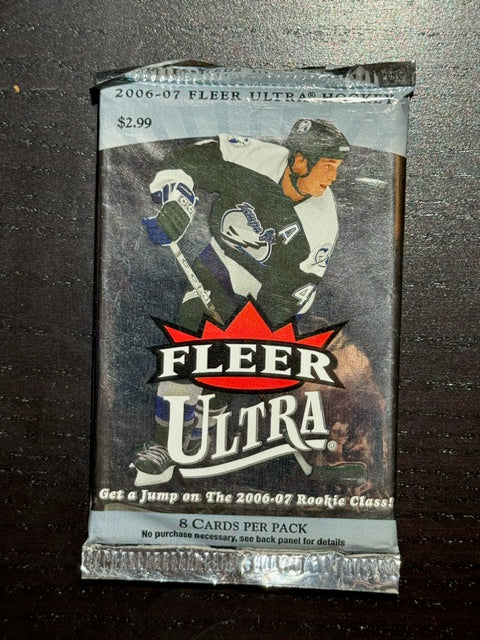 2006-07 FLEER ULTRA® HOCKEY
$2.99
A
FLEER
ULTRA®
Get a Jump on The 2006-07 Rookie Class!
8 CARDS PER PACK
No purchase necessary, see back panel for details